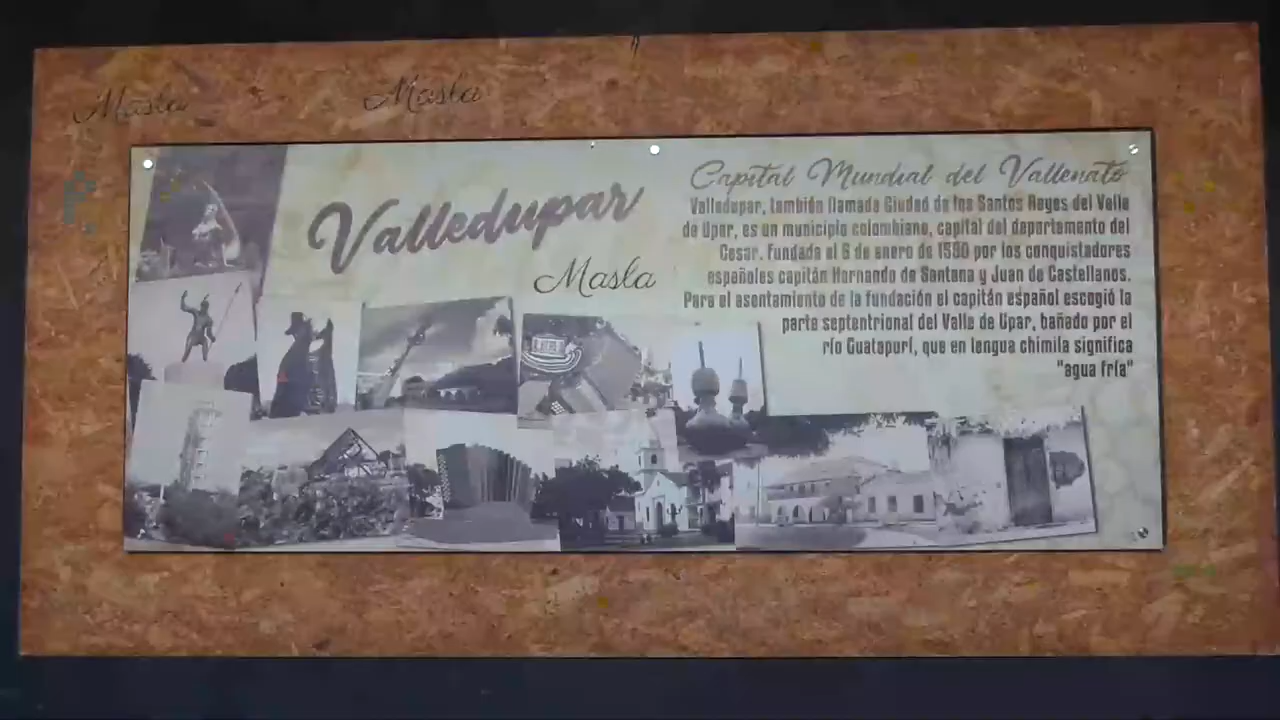 Masla
Masla
Valledupar
Masla
Capital Mundial del Vallenato
Valledupar, también llamada Ciudad de los Santos Reyes del Valle
de Upar, es un municipio colombiano, capital del departamento del
Cesar. Fundada el 6 de enero de 1550 por los conquistadores
españoles capitán Hernando de Santana y Juan de Castellanos.
Para el asentamiento de la fundación el capitán español escogió la
parte septentrional del Valle de Upar, bañado por el
río Guatapurí, que en lengua chimila significa
"agua fría"